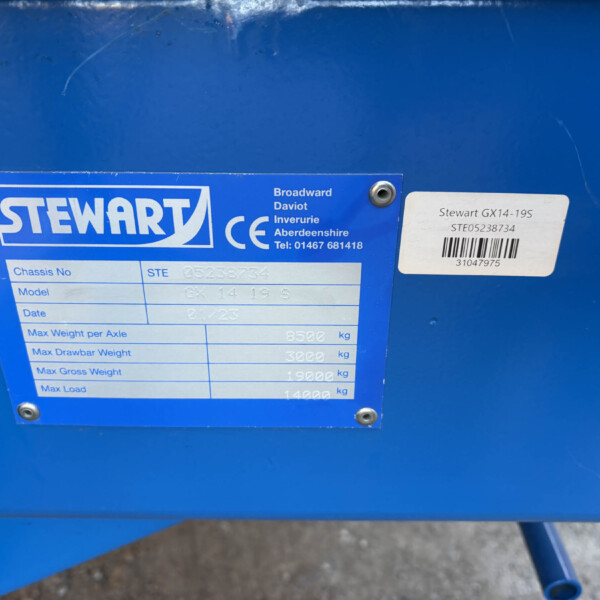 STEWART
CE
Broadward
Daviot
Inverurie
Aberdeenshire
Tel: 01467 681418
Chassis No STE 05238734
Model GX 14 19 S
Date 01/23
Max Weight per Axle 8500 kg
Max Drawbar Weight 3000 kg
Max Gross Weight 19000 kg
Max Load 14000 kg
Stewart GX14-19S
STE05238734
31047975